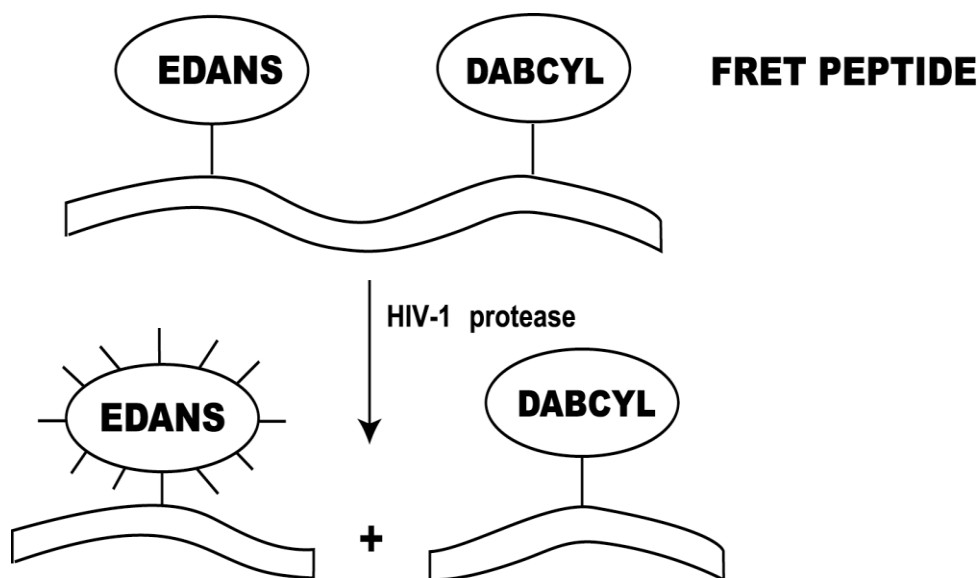 EDANS
DABCYL
FRET PEPTIDE
HIV-1 protease
EDANS
DABCYL
+